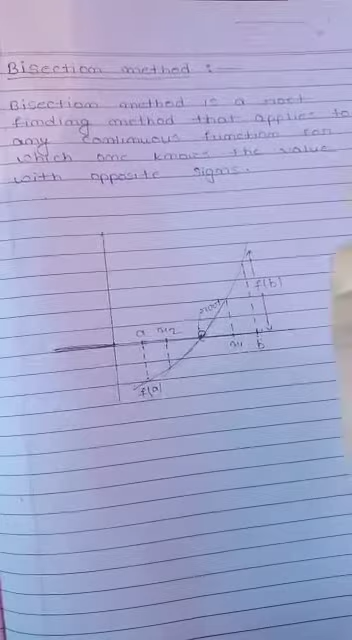 Bisection method :-
Bisection method is a root
finding method that applies to
any continuous function for
which one knows the value
with opposite signs.
f(b)
root
a x2
x1 b
f(a)